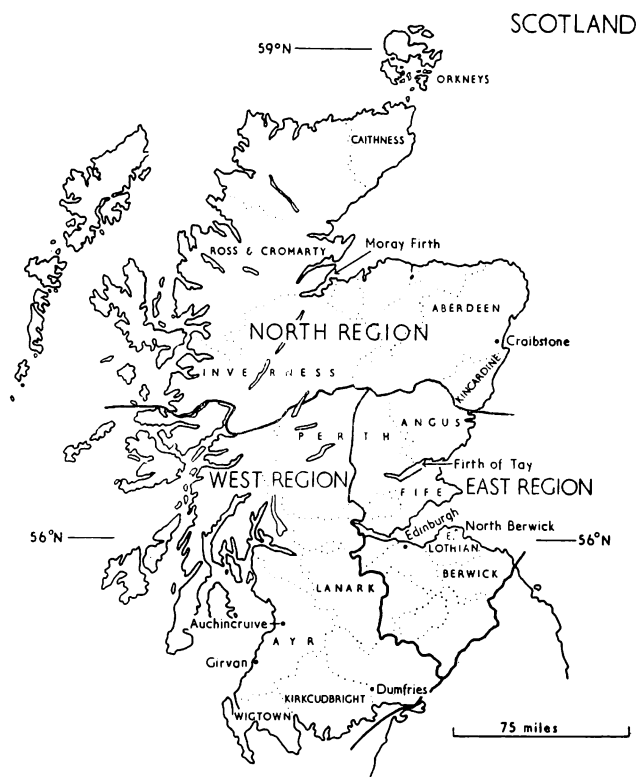 SCOTLAND
59°N
ORKNEYS
CAITHNESS
ROSS & CROMARTY
Moray Firth
ABERDEEN
NORTH REGION
Craibstone
INVERNESS
KINCARDINE
ANGUS
PERTH
Firth of Tay
WEST REGION
FIFE
EAST REGION
Edinburgh
North Berwick
56°N
E.
LOTHIAN
56°N
BERWICK
LANARK
Auchincruive
AYR
Girvan
Dumfries
KIRKCUDBRIGHT
WIGTOWN
75 miles